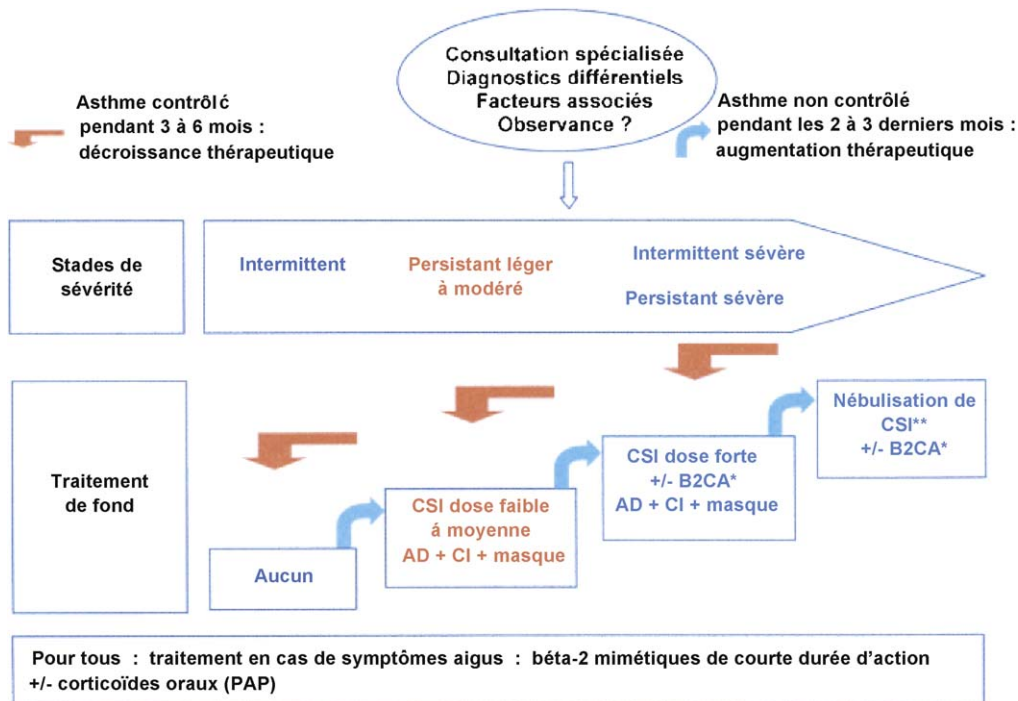 Consultation spécialisée
Diagnostics différentiels
Facteurs associés
Observance ?
Asthme contrôlé
pendant 3 à 6 mois :
décroissance thérapeutique
Asthme non contrôlé
pendant les 2 à 3 derniers mois :
augmentation thérapeutique
Stades de
sévérité
Intermittent
Persistant léger
à modéré
Intermittent sévère
Persistant sévère
Traitement
de fond
Aucun
CSI dose faible
á moyenne
AD + CI + masque
CSI dose forte
+/- B2CA*
AD + CI + masque
Nébulisation de
CSI**
+/- B2CA*
Pour tous : traitement en cas de symptômes aigus : béta-2 mimétiques de courte durée d'action
+/- corticoïdes oraux (PAP)